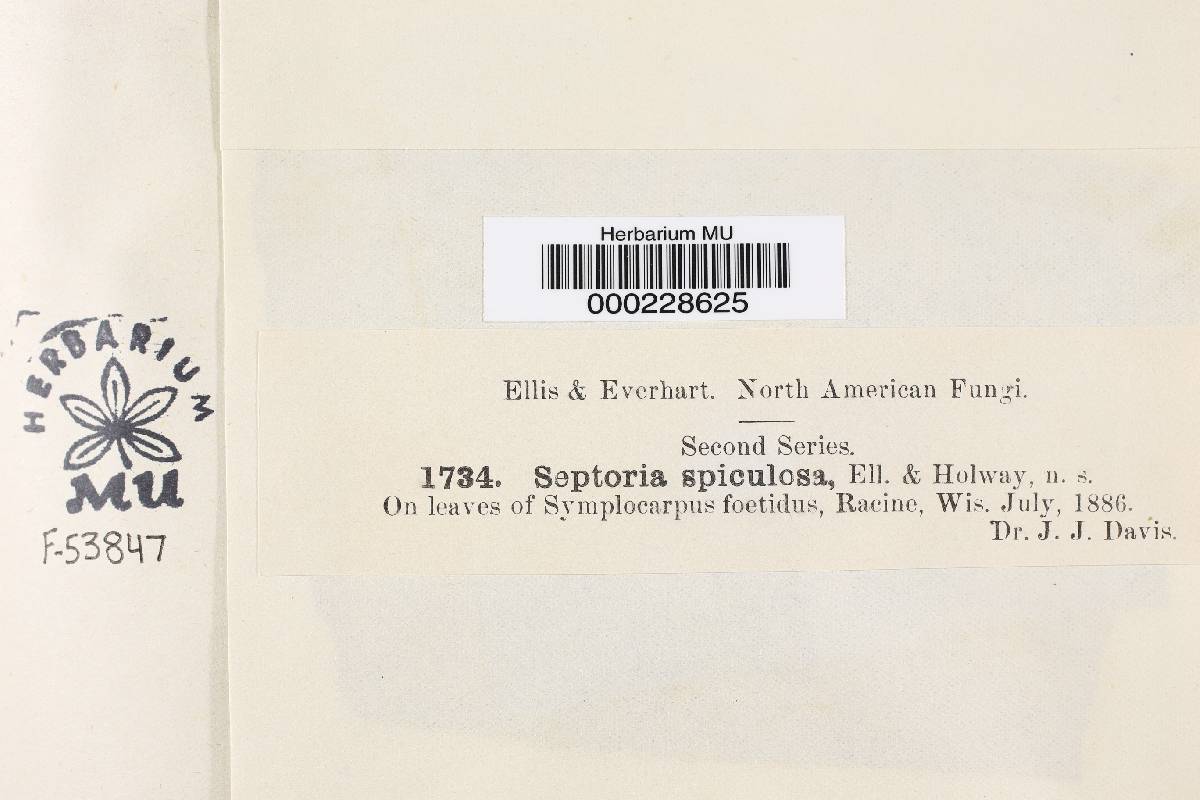 Herbarium MU
000228625
HERBARIUM
MU
F-53847
Ellis & Everhart. North American Fungi.
Second Series.
1734. Septoria spiculosa, Ell. & Holway, n. s.
On leaves of Symplocarpus foetidus, Racine, Wis. July, 1886.
Dr. J. J. Davis.